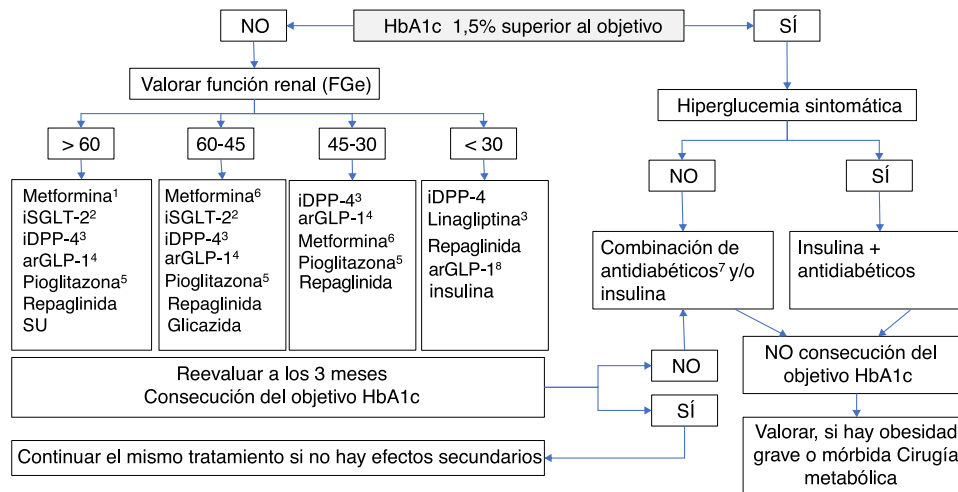 HbA1c 1,5% superior al objetivo
NO
SÍ
Valorar función renal (FGe)
> 60
60-45
45-30
< 30
Metformina¹
iSGLT-2²
iDPP-4³
arGLP-1⁴
Pioglitazona⁵
Repaglinida
SU
Metformina⁶
iSGLT-2²
iDPP-4³
arGLP-1⁴
Pioglitazona⁵
Repaglinida
Glicazida
iDPP-4³
arGLP-1⁴
Metformina⁶
Pioglitazona⁵
Repaglinida
iDPP-4
Linagliptina³
Repaglinida
arGLP-1⁸
insulina
Reevaluar a los 3 meses
Consecución del objetivo HbA1c
NO
SÍ
Continuar el mismo tratamiento si no hay efectos secundarios
Hiperglucemia sintomática
NO
SÍ
Combinación de
antidiabéticos⁷ y/o
insulina
Insulina +
antidiabéticos
NO consecución del
objetivo HbA1c
Valorar, si hay obesidad
grave o mórbida Cirugía
metabólica